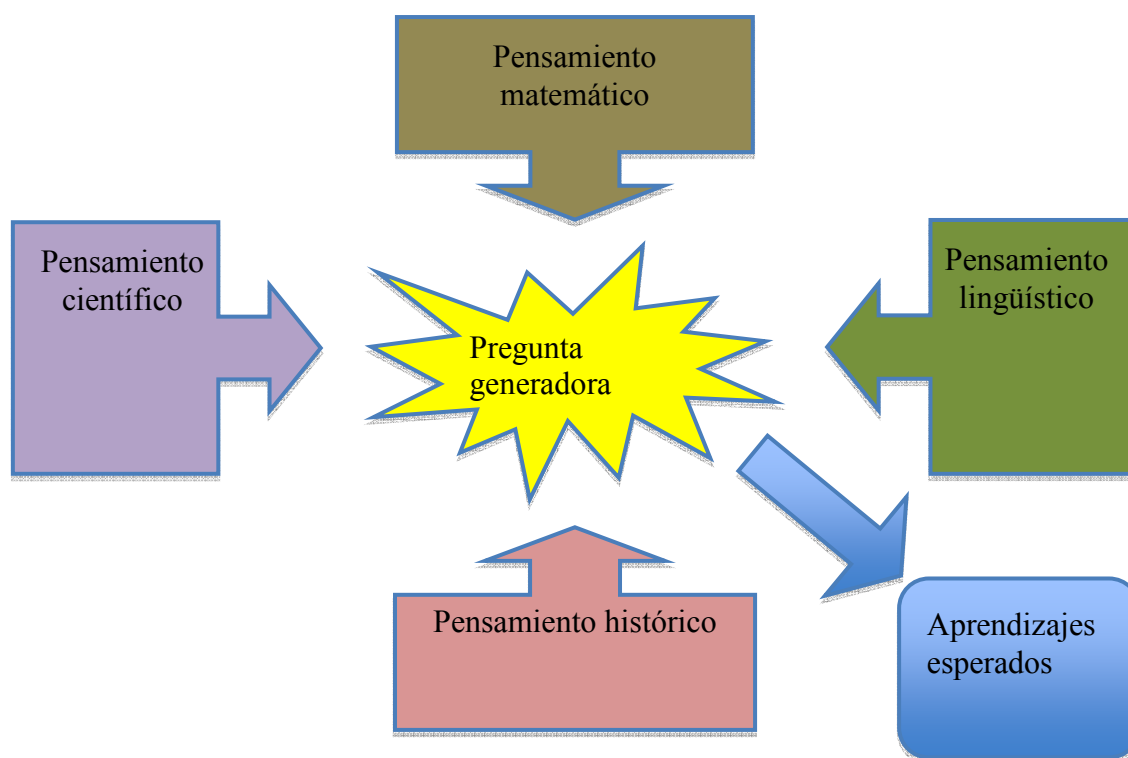 Pensamiento
matemático
Pensamiento
científico
Pensamiento
lingüístico
Pregunta
generadora
Pensamiento histórico
Aprendizajes
esperados